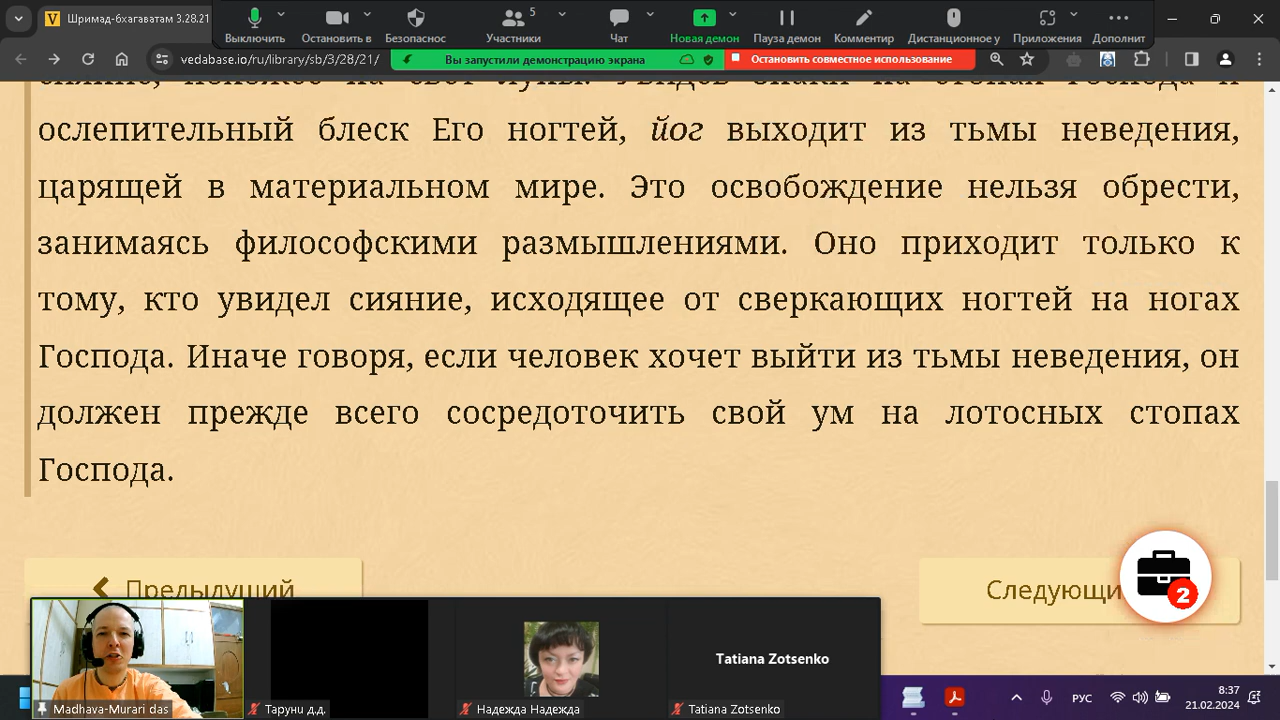 Шримад-бхагаватам 3.28.21
Выключить
Остановить в
Безопаснос
Участники
5
Чат
Новая демон
Пауза демон
Комментир
Дистанционное у
Приложения
Дополнит
vedabase.io/ru/library/sb/3/28/21/
Вы запустили демонстрацию экрана
Остановить совместное использование
ослепительный блеск Его ногтей, йог выходит из тьмы неведения,
царящей в материальном мире. Это освобождение нельзя обрести,
занимаясь философскими размышлениями. Оно приходит только к
тому, кто увидел сияние, исходящее от сверкающих ногтей на ногах
Господа. Иначе говоря, если человек хочет выйти из тьмы неведения, он
должен прежде всего сосредоточить свой ум на лотосных стопах
Господа.
Предыдущий
Следующи
2
Tatiana Zotsenko
Madhava-Murari das
Таруни д.д.
Надежда Надежда
Tatiana Zotsenko
РУС
8:37
21.02.2024